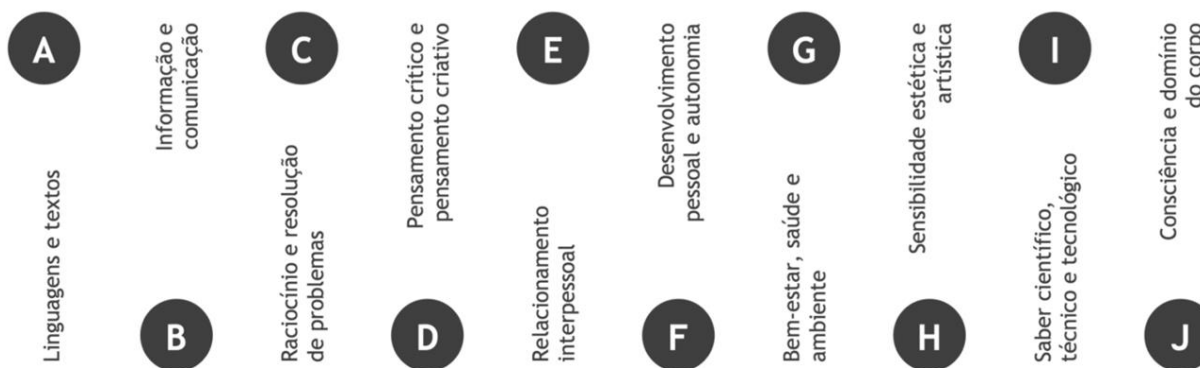 A
Linguagens e textos
Informação e
comunicação
B
C
Raciocínio e resolução
de problemas
Pensamento crítico e
pensamento criativo
D
E
Relacionamento
interpessoal
Desenvolvimento
pessoal e autonomia
F
G
Bem-estar, saúde e
ambiente
Sensibilidade estética e
artística
H
I
Saber científico,
técnico e tecnológico
Consciência e domínio
do corpo
J